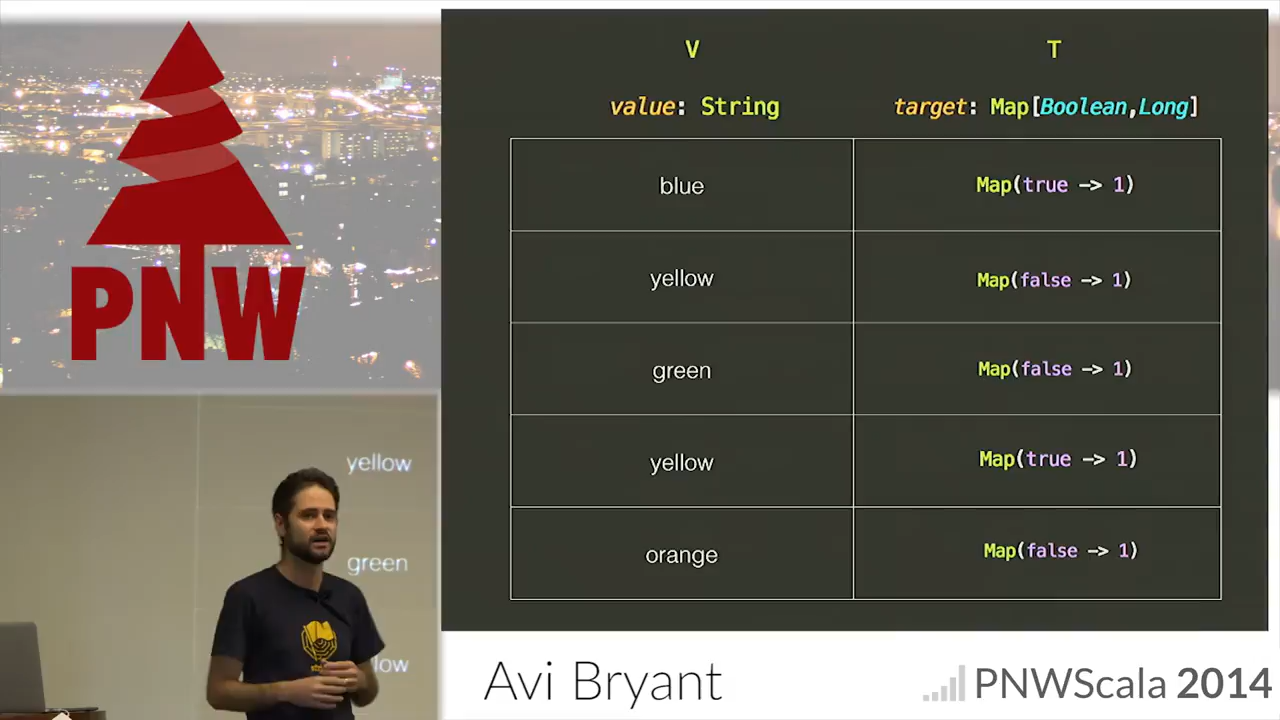 PNW
V T
value: String target: Map[Boolean,Long]
blue Map(true -> 1)
yellow Map(false -> 1)
green Map(false -> 1)
yellow Map(true -> 1)
orange Map(false -> 1)
yellow
green
Avi Bryant
PNWScala 2014